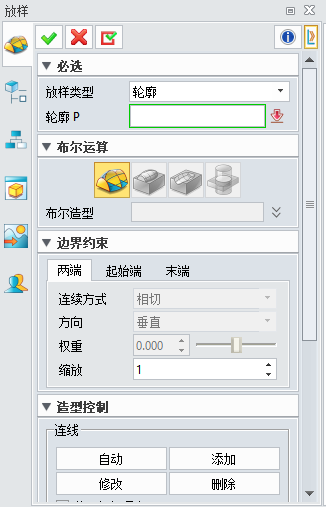 放样
必选
放样类型 轮廓
轮廓 P
布尔运算
布尔造型
边界约束
两端 起始端 末端
连续方式 相切
方向 垂直
权重 0.000
缩放 1
造型控制
连线
自动 添加
修改 删除